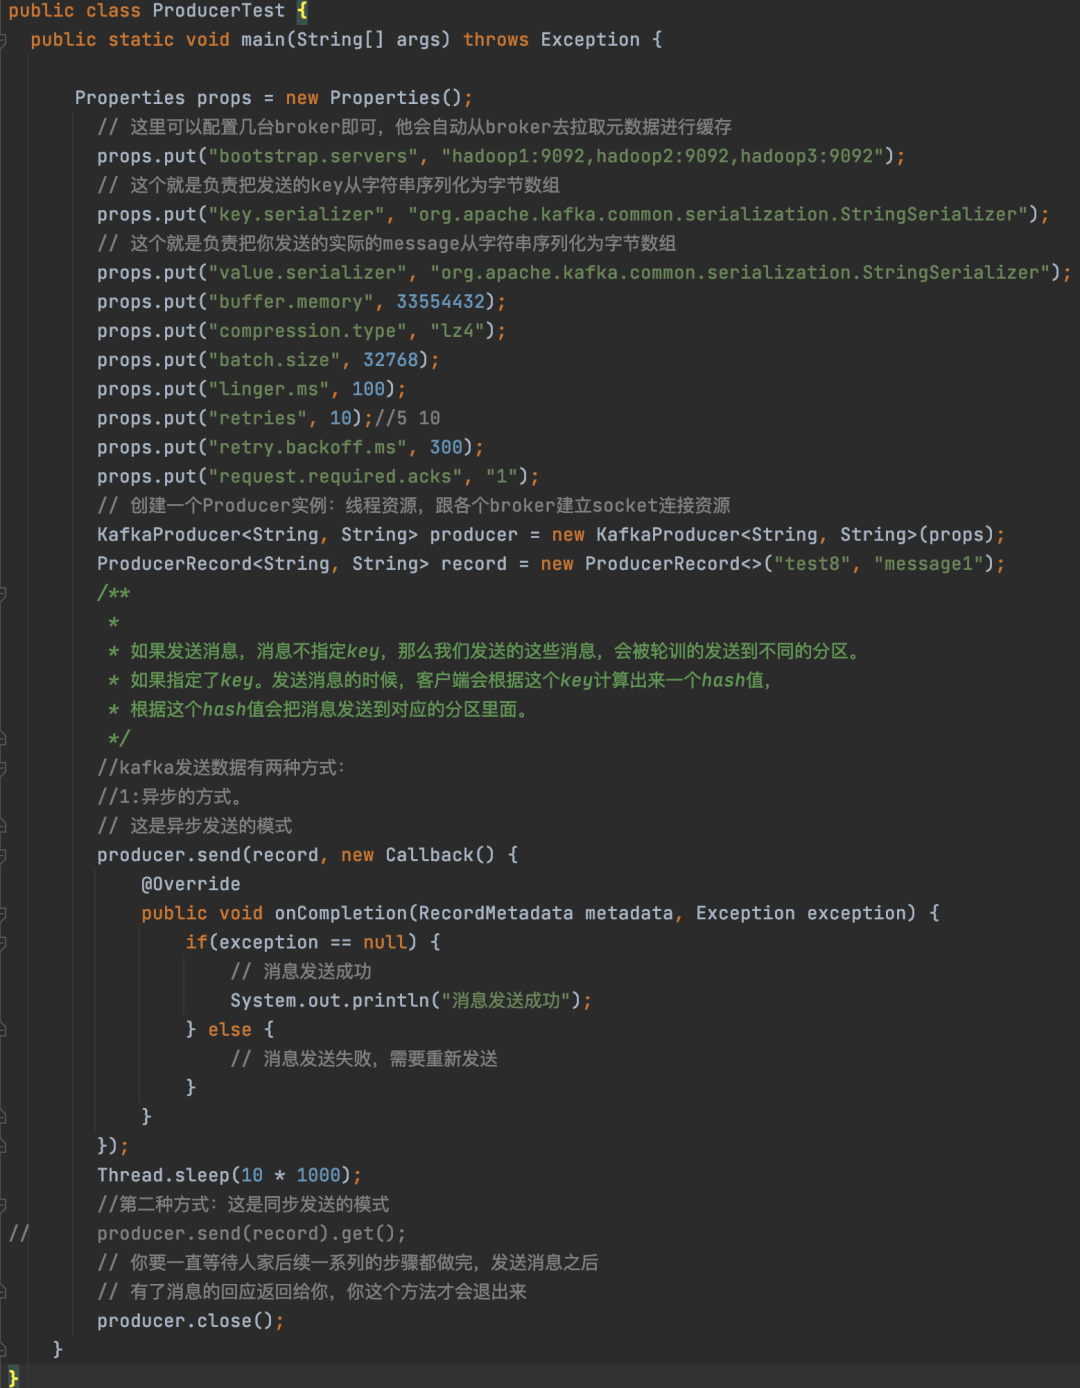 public class ProducerTest {
public static void main(String[] args) throws Exception {
Properties props = new Properties();
// 这里可以配置几台broker即可，他会自动从broker去拉取元数据进行缓存
props.put("bootstrap.servers", "hadoop1:9092,hadoop2:9092,hadoop3:9092");
// 这个就是负责把发送的key从字符串序列化为字节数组
props.put("key.serializer", "org.apache.kafka.common.serialization.StringSerializer");
// 这个就是负责把你发送的实际的message从字符串序列化为字节数组
props.put("value.serializer", "org.apache.kafka.common.serialization.StringSerializer");
props.put("buffer.memory", 33554432);
props.put("compression.type", "lz4");
props.put("batch.size", 32768);
props.put("linger.ms", 100);
props.put("retries", 10);//5 10
props.put("retry.backoff.ms", 300);
props.put("request.required.acks", "1");
// 创建一个Producer实例：线程资源，跟各个broker建立socket连接资源
KafkaProducer<String, String> producer = new KafkaProducer<String, String>(props);
ProducerRecord<String, String> record = new ProducerRecord<>("test8", "message1");
/**
*
* 如果发送消息，消息不指定key，那么我们发送的这些消息，会被轮训的发送到不同的分区。
* 如果指定了key。发送消息的时候，客户端会根据这个key计算出来一个hash值，
* 根据这个hash值会把消息发送到对应的分区里面。
*/
//kafka发送数据有两种方式：
//1:异步的方式。
// 这是异步发送的模式
producer.send(record, new Callback() {
@Override
public void onCompletion(RecordMetadata metadata, Exception exception) {
if(exception == null) {
// 消息发送成功
System.out.println("消息发送成功");
} else {
// 消息发送失败，需要重新发送
}
}
});
Thread.sleep(10 * 1000);
//第二种方式：这是同步发送的模式
// producer.send(record).get();
// 你要一直等待人家后续一系列的步骤都做完，发送消息之后
// 有了消息的回应返回给你，你这个方法才会退出来
producer.close();
}
}